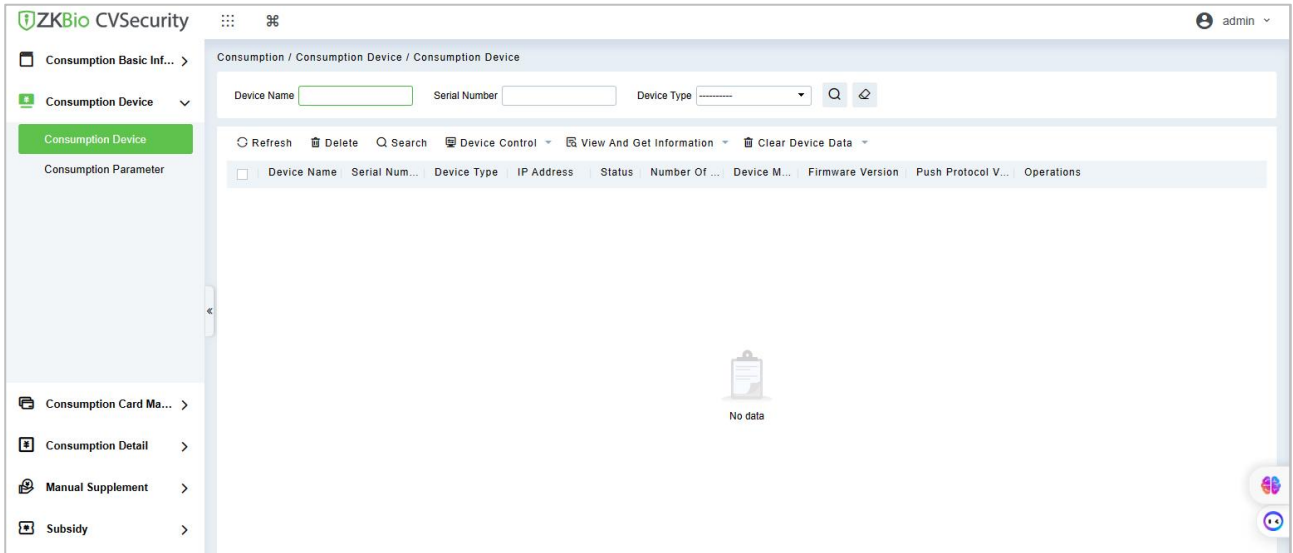 ZKBio CVSecurity
admin
Consumption Basic Inf...
Consumption Device
Consumption Device
Consumption Parameter
Consumption Card Ma...
Consumption Detail
Manual Supplement
Subsidy
Consumption / Consumption Device / Consumption Device
Device Name Serial Number Device Type ----------
Refresh Delete Search Device Control View And Get Information Clear Device Data
Device Name Serial Num... Device Type IP Address Status Number Of ... Device M... Firmware Version Push Protocol V... Operations
No data